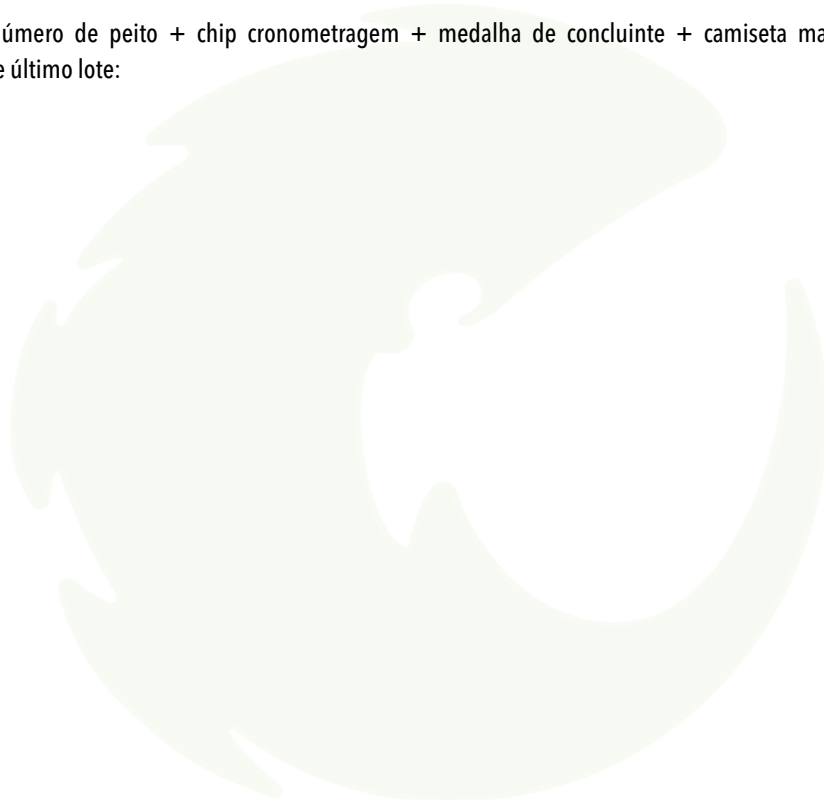 úmero de peito + chip cronometragem + medalha de concluinte + camiseta ma
e último lote: